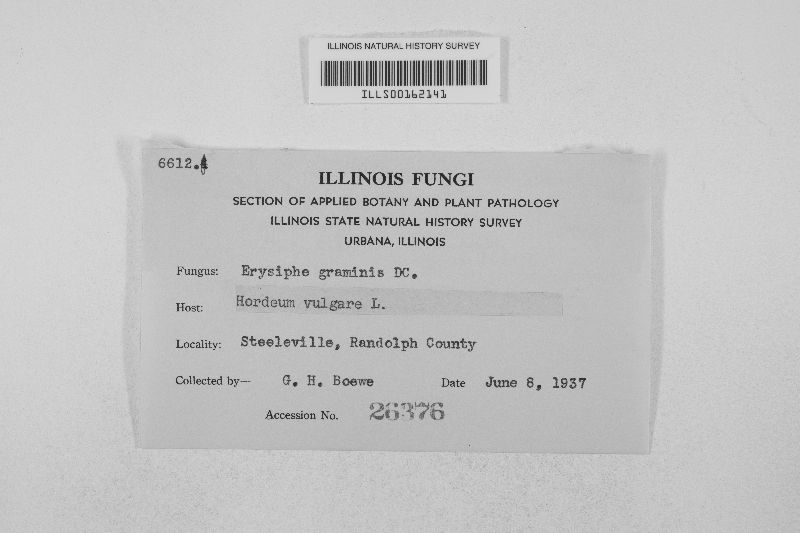 ILLINOIS NATURAL HISTORY SURVEY
ILLS00162141
6612.
ILLINOIS FUNGI
SECTION OF APPLIED BOTANY AND PLANT PATHOLOGY
ILLINOIS STATE NATURAL HISTORY SURVEY
URBANA, ILLINOIS
Fungus: Erysiphe graminis DC.
Host: Hordeum vulgare L.
Locality: Steeleville, Randolph County
Collected by— G. H. Boewe Date June 8, 1937
Accession No. 26376